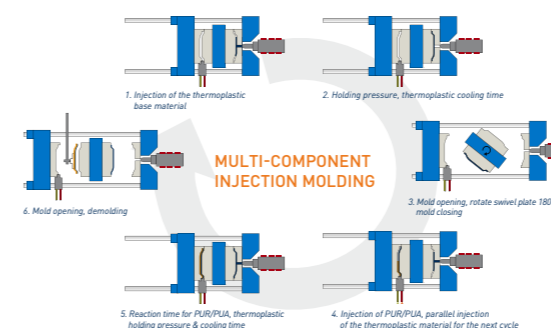 1. Injection of the thermoplastic
base material
2. Holding pressure, thermoplastic cooling time
MULTI-COMPONENT
INJECTION MOLDING
3. Mold opening, rotate swivel plate 180
mold closing
6. Mold opening, demolding
5. Reaction time for PUR/PUA, thermoplastic
holding pressure & cooling time
4. Injection of PUR/PUA, parallel injection
of the thermoplastic material for the next cycle